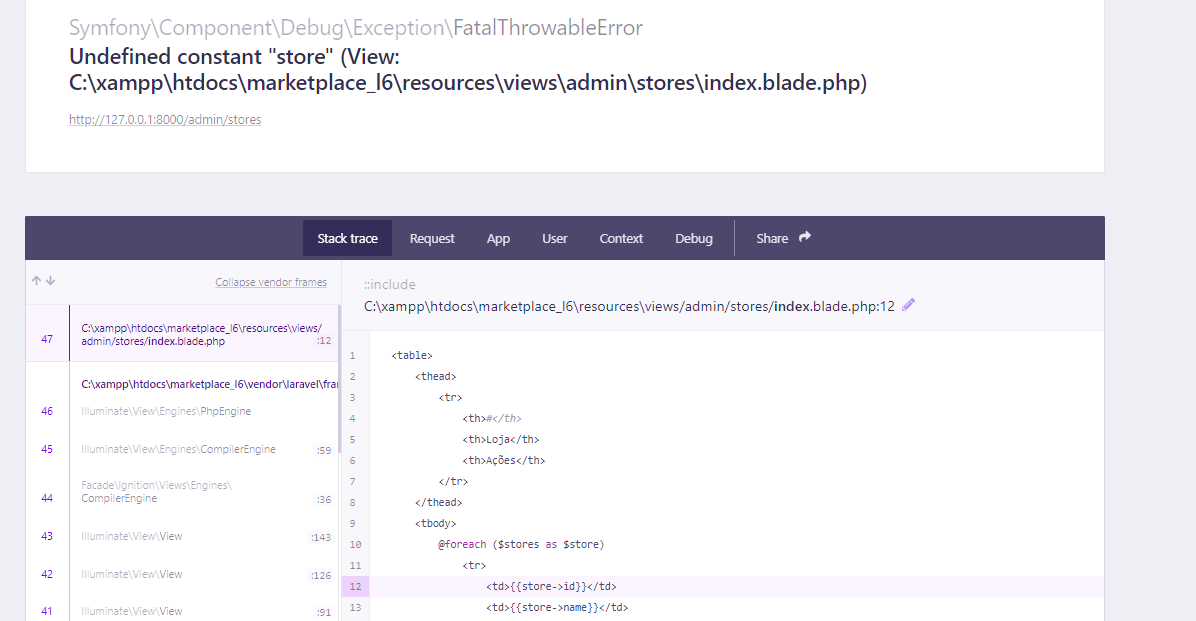 Symfony\Component\Debug\Exception\FatalThrowableError
Undefined constant "store" (View:
C:\xampp\htdocs\marketplace_l6\resources\views\admin\stores\index.blade.php)
http://127.0.0.1:8000/admin/stores
Stack trace Request App User Context Debug Share
Collapse vendor frames
47 C:\xampp\htdocs\marketplace_l6\resources\views/
admin/stores/index.blade.php :12
C:\xampp\htdocs\marketplace_l6\vendor\laravel\fra
46 Illuminate\View\Engines\PhpEngine
45 Illuminate\View\Engines\CompilerEngine :59
44 Facade\Ignition\Views\Engines\
CompilerEngine :36
43 Illuminate\View\View :143
42 Illuminate\View\View :126
41 Illuminate\View\View :91
::include
C:\xampp\htdocs\marketplace_l6\resources\views/admin/stores/index.blade.php:12
1 <table>
2 <thead>
3 <tr>
4 <th>#</th>
5 <th>Loja</th>
6 <th>Ações</th>
7 </tr>
8 </thead>
9 <tbody>
10 @foreach ($stores as $store)
11 <tr>
12 <td>{{store->id}}</td>
13 <td>{{store->name}}</td>